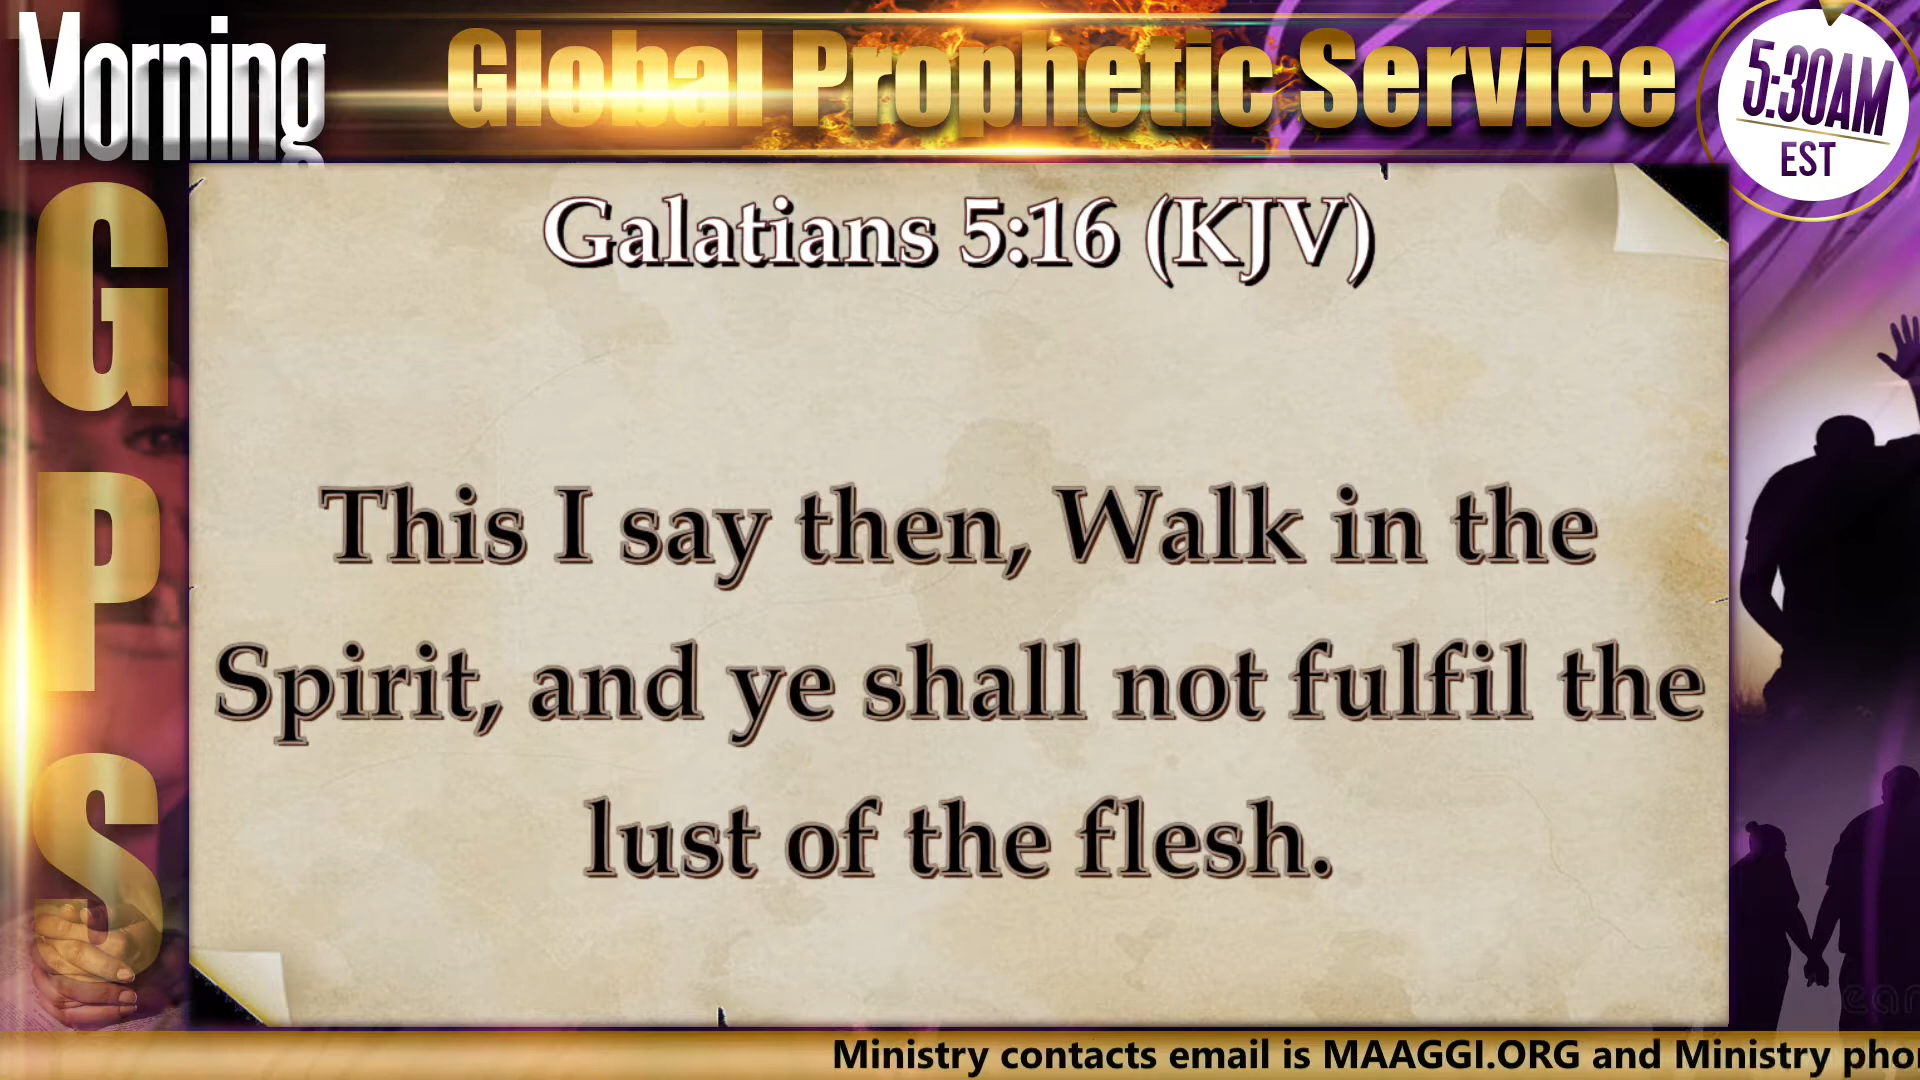 Morning
Global Prophetic Service
5:30AM
EST
G
P
S
Galatians 5:16 (KJV)
This I say then, Walk in the
Spirit, and ye shall not fulfil the
lust of the flesh.
Ministry contacts email is MAAGGI.ORG and Ministry